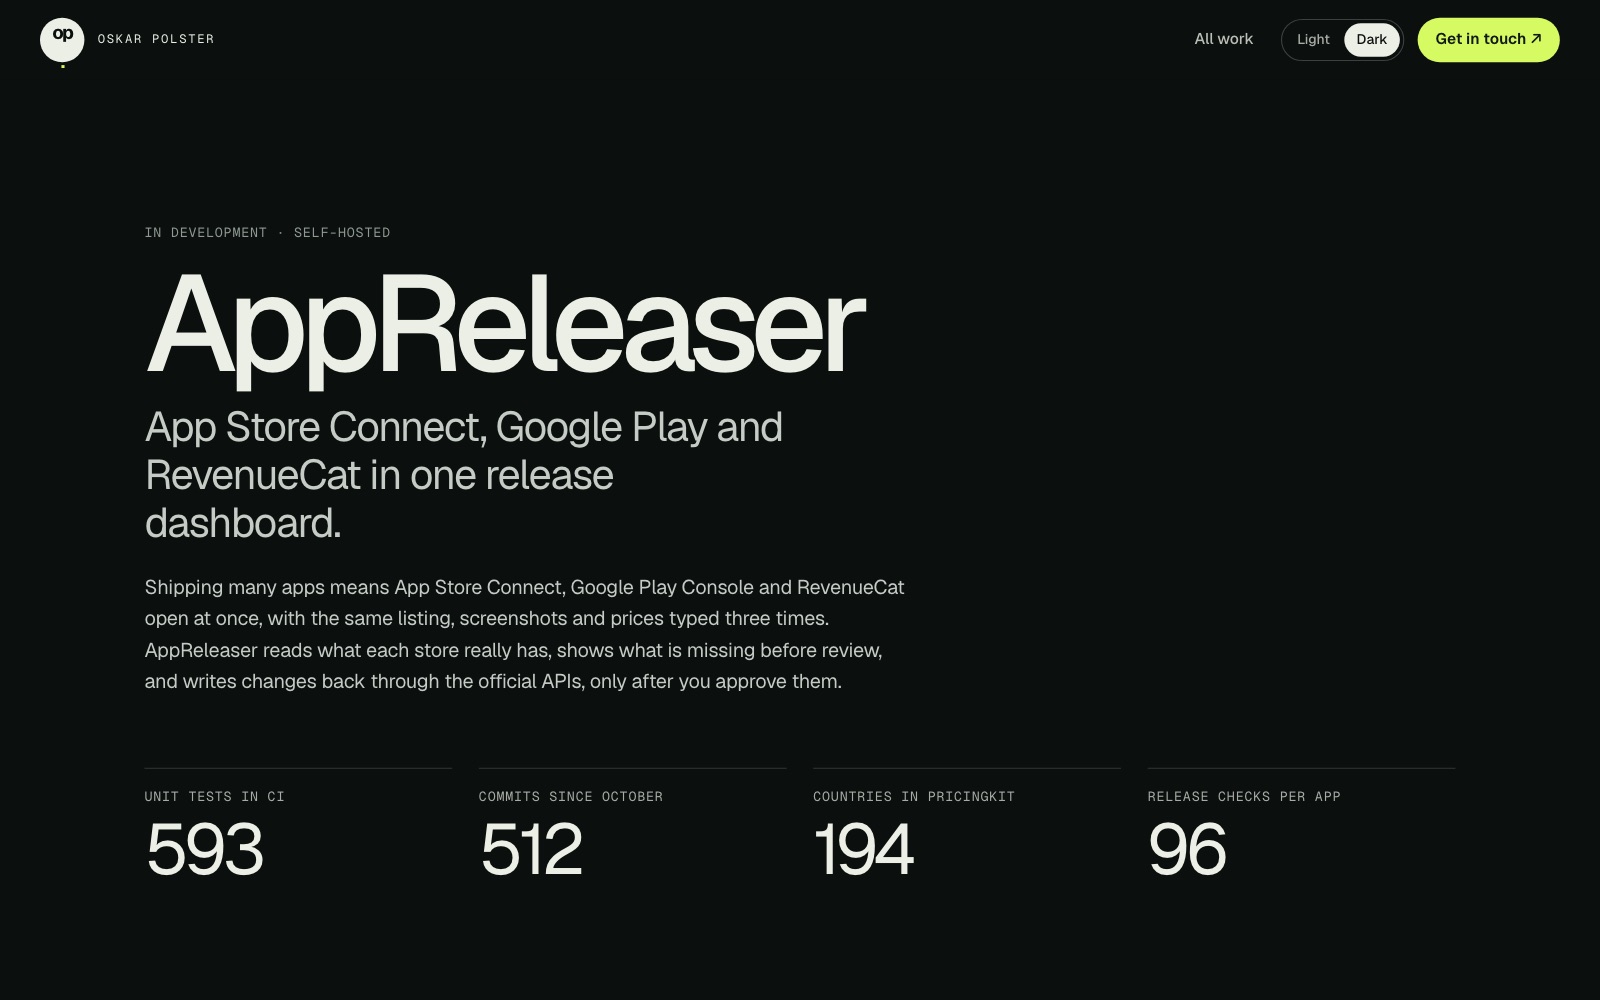 op
OSKAR POLSTER
All work
Light
Dark
Get in touch ↗
IN DEVELOPMENT · SELF-HOSTED
AppReleaser
App Store Connect, Google Play and
RevenueCat in one release
dashboard.
Shipping many apps means App Store Connect, Google Play Console and RevenueCat
open at once, with the same listing, screenshots and prices typed three times.
AppReleaser reads what each store really has, shows what is missing before review,
and writes changes back through the official APIs, only after you approve them.
UNIT TESTS IN CI
593
COMMITS SINCE OCTOBER
512
COUNTRIES IN PRICINGKIT
194
RELEASE CHECKS PER APP
96